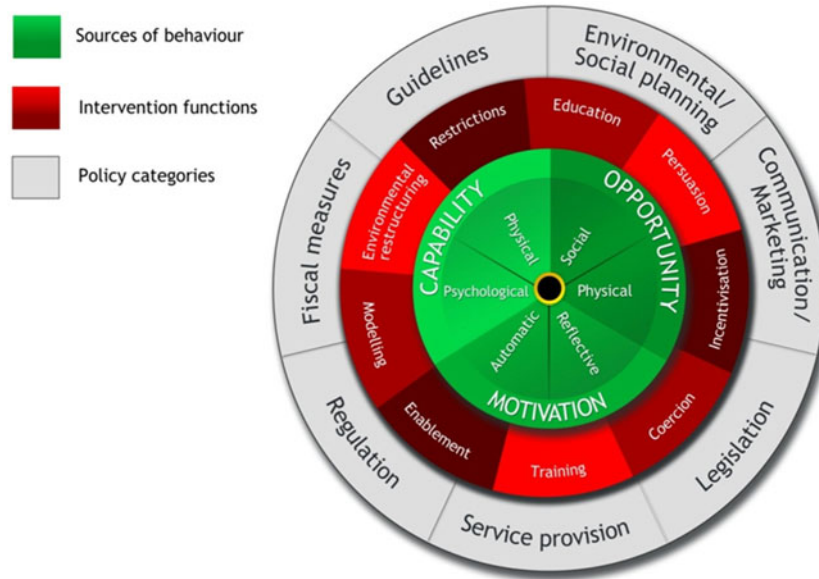 Sources of behaviour
Intervention functions
Policy categories
Guidelines
Environmental/
Social planning
Communication/
Marketing
Legislation
Service provision
Regulation
Fiscal measures
Restrictions
Education
Persuasion
Incentivisation
Coercion
Training
Enablement
Modelling
Environmental
restructuring
CAPABILITY
OPPORTUNITY
MOTIVATION
Physical
Social
Physical
Reflective
Automatic
Psychological